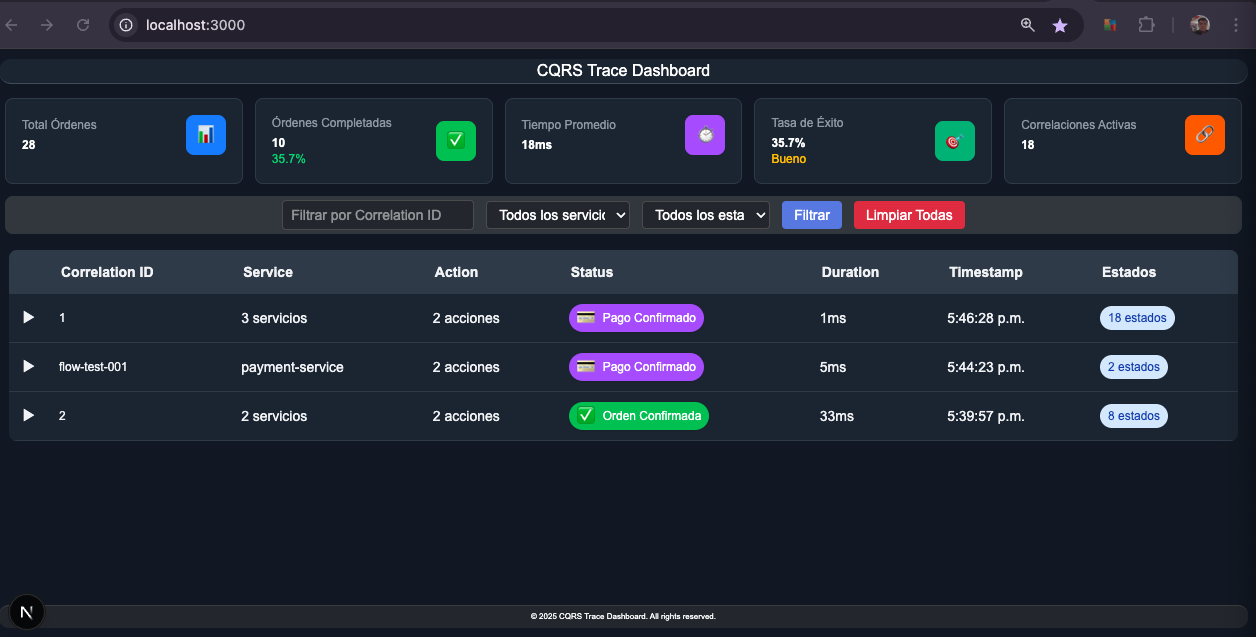 localhost:3000
CQRS Trace Dashboard
Total Órdenes
28
Órdenes Completadas
10
35.7%
Tiempo Promedio
18ms
Tasa de Éxito
35.7%
Bueno
Correlaciones Activas
18
Filtrar por Correlation ID Todos los servicic Todos los esta Filtrar Limpiar Todas
Correlation ID Service Action Status Duration Timestamp Estados
1 3 servicios 2 acciones Pago Confirmado 1ms 5:46:28 p.m. 18 estados
flow-test-001 payment-service 2 acciones Pago Confirmado 5ms 5:44:23 p.m. 2 estados
2 2 servicios 2 acciones Orden Confirmada 33ms 5:39:57 p.m. 8 estados
N
© 2025 CQRS Trace Dashboard. All rights reserved.